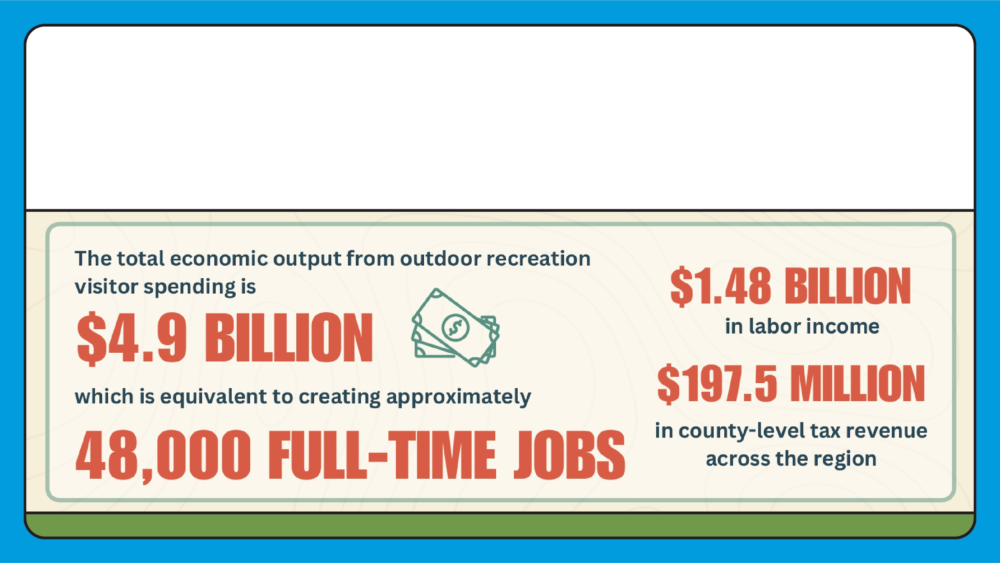 The total economic output from outdoor recreation
visitor spending is
$4.9 BILLION
which is equivalent to creating approximately
48,000 FULL-TIME JOBS
$1.48 BILLION
in labor income
$197.5 MILLION
in county-level tax revenue
across the region